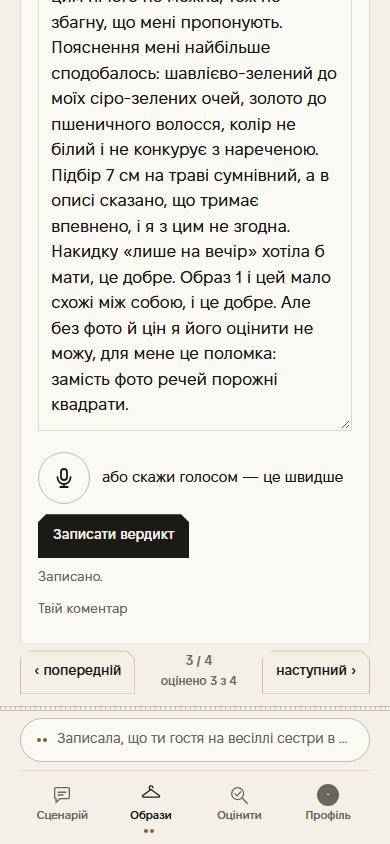 збагну, що мені пропонують.
Пояснення мені найбільше
сподобалось: шавлієво-зелений до
моїх сіро-зелених очей, золото до
пшеничного волосся, колір не
білий і не конкурує з нареченою.
Підбір 7 см на траві сумнівний, а в
описі сказано, що тримає
впевнено, і я з цим не згодна.
Накидку «лише на вечір» хотіла б
мати, це добре. Образ 1 і цей мало
схожі між собою, і це добре. Але
без фото й цін я його оцінити не
можу, для мене це поломка:
замість фото речей порожні
квадрати.
або скажи голосом — це швидше
Записати вердикт
Записано.
Твій коментар
‹ попередній
3 / 4
оцінено 3 з 4
наступний ›
Записала, що ти гостя на весіллі сестри в ...
Сценарій
Образи
Оцінити
Профіль